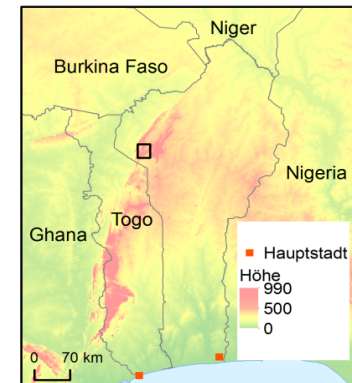 Niger
Burkina Faso
Nigeria
Togo
Ghana
Hauptstadt
Höhe
990
500
0
0 70 km